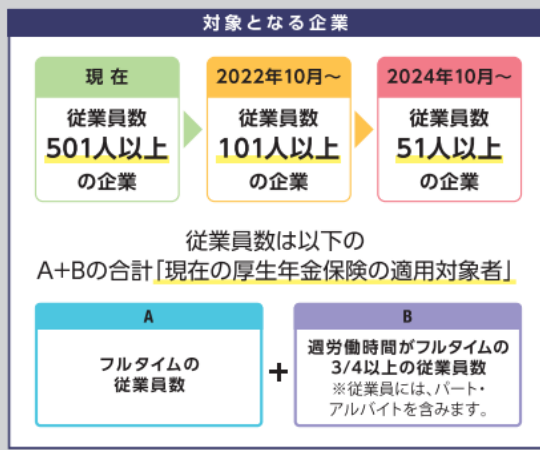 対象となる企業
現在
従業員数
501人以上
の企業
2022年10月〜
従業員数
101人以上
の企業
2024年10月〜
従業員数
51人以上
の企業
従業員数は以下の
A+Bの合計「現在の厚生年金保険の適用対象者」
A
フルタイムの
従業員数
+
B
週労働時間がフルタイムの
3/4以上の従業員数
※従業員には、パート・
アルバイトを含みます。